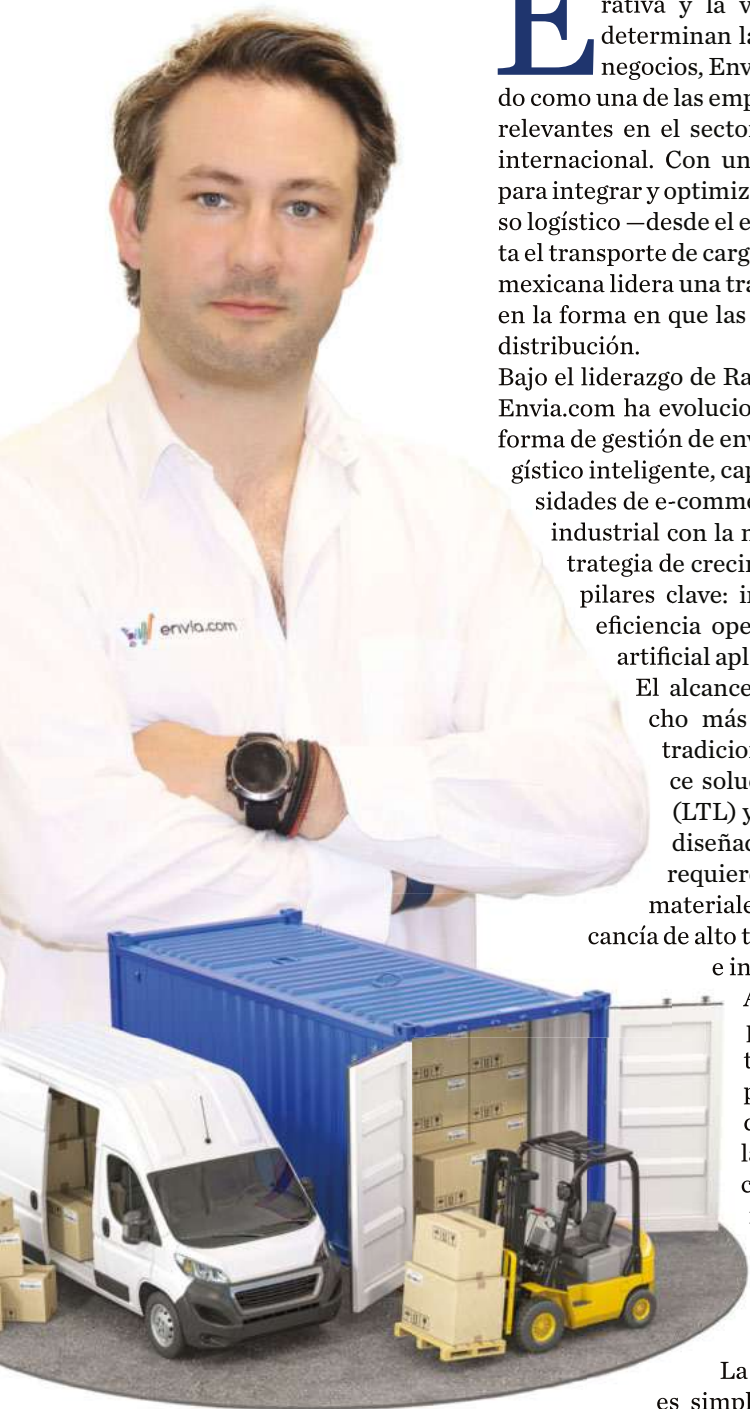 E
rativa y la v
determinan la
negocios, Env
do como una de las emp
relevantes en el secto
internacional. Con un
para integrar y optimiz
so logístico —desde el e
ta el transporte de carg
mexicana lidera una tra
en la forma en que las
distribución.
Bajo el liderazgo de Ra
Envia.com ha evolucio
forma de gestión de env
gístico inteligente, cap
sidades de e-comme
industrial con la m
trategia de crecin
pilares clave: in
eficiencia ope
artificial apl
envía.com
El alcance
cho más
tradicion
ce soluc
(LTL) y
diseñad
requiere
materiale
cancía de alto t
e in
A
p
t
p
d
la
c
La
es simpl